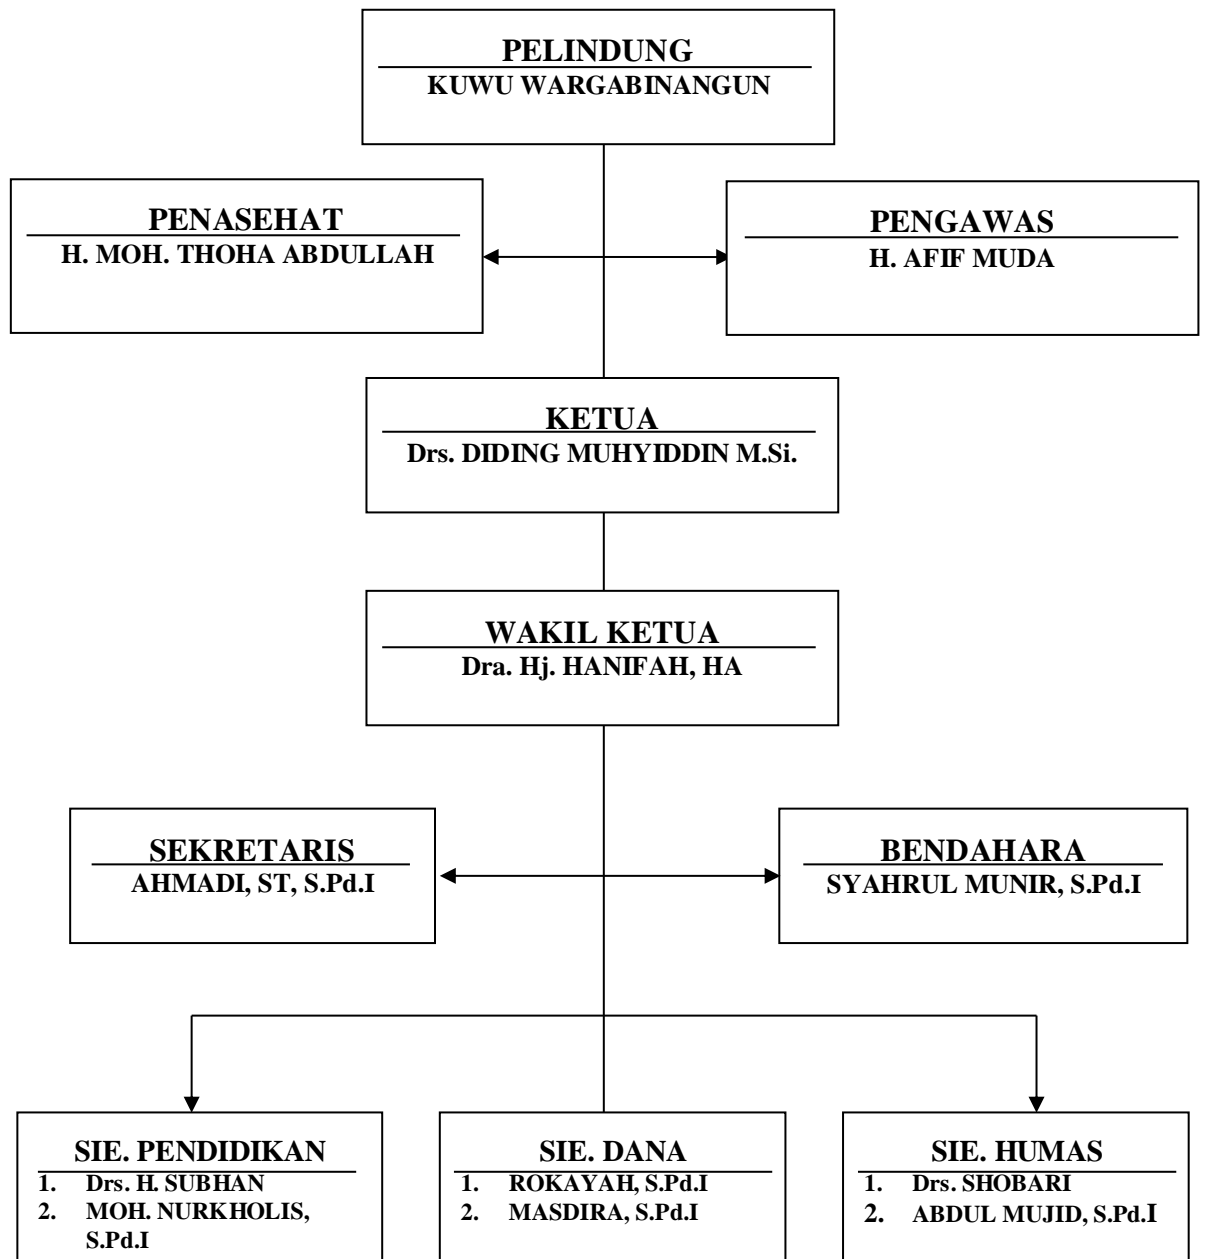 PELINDUNG
KUWU WARGABINANGUN
PENASEHAT
H. MOH. THOHA ABDULLAH
PENGAWAS
H. AFIF MUDA
KETUA
Drs. DIDING MUHYIDDIN M.Si.
WAKIL KETUA
Dra. Hj. HANIFAH, HA
SEKRETARIS
AHMADI, ST, S.Pd.I
BENDAHARA
SYAHRUL MUNIR, S.Pd.I
SIE. PENDIDIKAN
1. Drs. H. SUBHAN
2. MOH. NURKHOLIS,
S.Pd.I
SIE. DANA
1. ROKAYAH, S.Pd.I
2. MASDIRA, S.Pd.I
SIE. HUMAS
1. Drs. SHOBARI
2. ABDUL MUJID, S.Pd.I